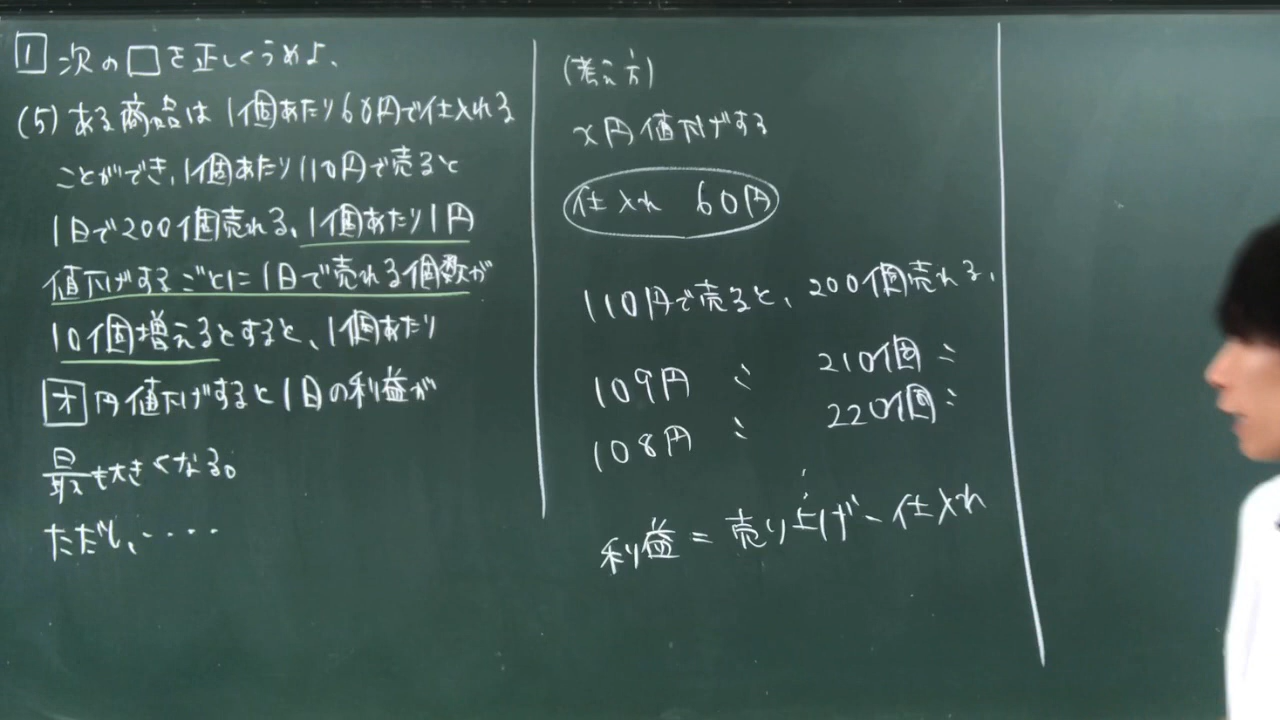 1 次の□を正しくうめよ、
(5) ある商品は1個あたり60円で仕入れる
ことができ、1個あたり110円で売ると
1日で200個売れる、1個あたり1円
値下げするごとに1日で売れる個数が
10個増えるとすると、1個あたり
オ円値下げすると1日の利益が
最も大きくなる。
ただし、・・・・
(考え方)
x円値下げする
仕入れ 60円
110円で売ると、200個売れる、
109円 〃 210個〃
108円 〃 220個〃
⋮
利益=売り上げ-仕入れ